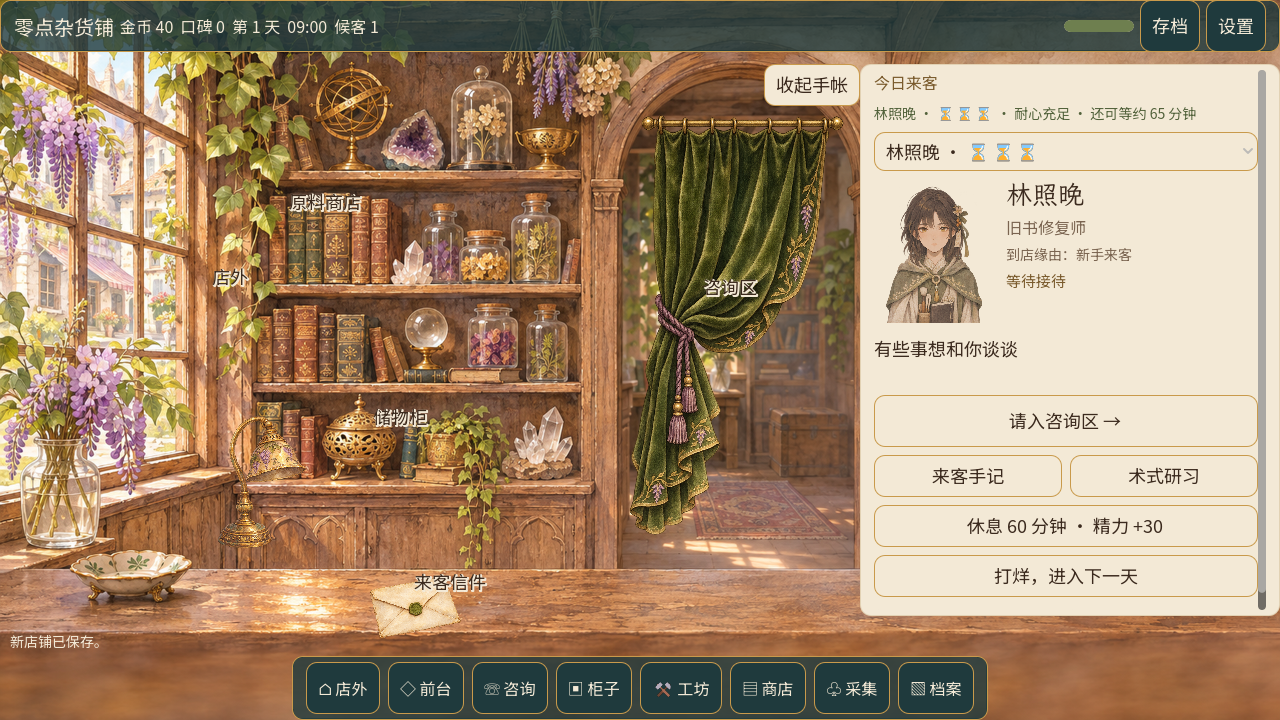 零点杂货铺 金币 40 口碑 0 第 1 天 09:00 候客 1
存档
设置
收起手帐
今日来客
林照晚 · ⌛⌛⌛ · 耐心充足 · 还可等约 65 分钟
林照晚 · ⌛⌛⌛
林照晚
旧书修复师
到店缘由：新手来客
等待接待
有些事想和你谈谈
请入咨询区 →
来客手记
术式研习
休息 60 分钟 · 精力 +30
打烊，进入下一天
原料商店
店外
咨询区
储物柜
来客信件
新店铺已保存。
店外
前台
咨询
柜子
工坊
商店
采集
档案